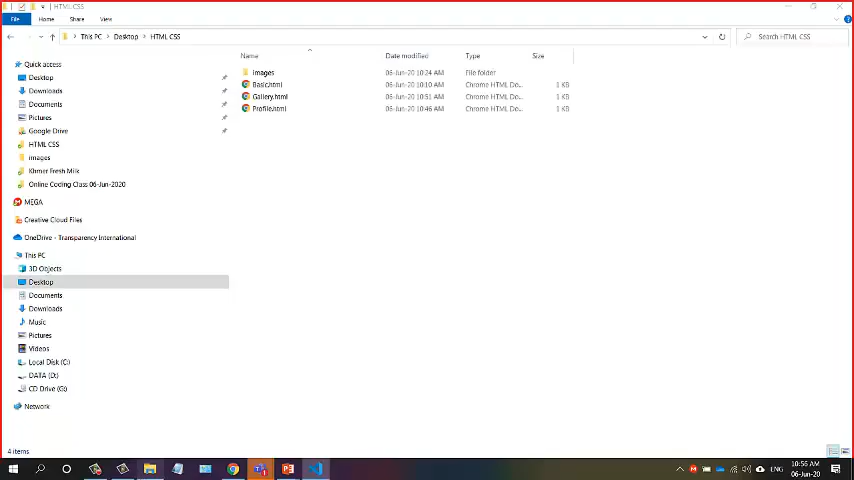 HTML CSS
File Home Share View
This PC Desktop HTML CSS Search HTML CSS
Name Date modified Type Size
Quick access
Desktop
Downloads
Documents
Pictures
Google Drive
HTML CSS
images
Khmer Fresh Milk
Online Coding Class 06-Jun-2020
MEGA
Creative Cloud Files
OneDrive - Transparency International
This PC
3D Objects
Desktop
Documents
Downloads
Music
Pictures
Videos
Local Disk (C:)
DATA (D:)
CD Drive (G:)
Network
images 06-Jun-20 10:24 AM File folder
Basic.html 06-Jun-20 10:10 AM Chrome HTML Do... 1 KB
Gallery.html 06-Jun-20 10:51 AM Chrome HTML Do... 1 KB
Profile.html 06-Jun-20 10:46 AM Chrome HTML Do... 1 KB
4 items
ENG 10:56 AM
06-Jun-20